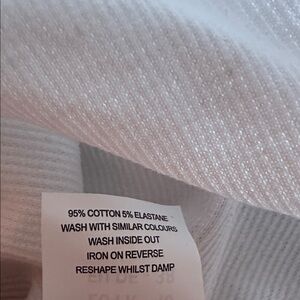 95% COTTON 5% ELASTANE
WASH WITH SIMILAR COLOURS
WASH INSIDE OUT
IRON ON REVERSE
RESHAPE WHILST DAMP